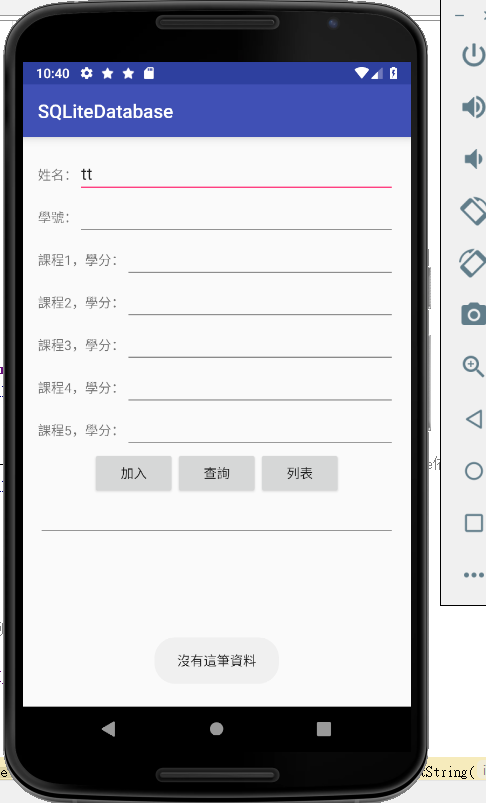 10:40
SQLiteDatabase
姓名： tt
學號：
課程1，學分：
課程2，學分：
課程3，學分：
課程4，學分：
課程5，學分：
加入 查詢 列表
沒有這筆資料
tString(